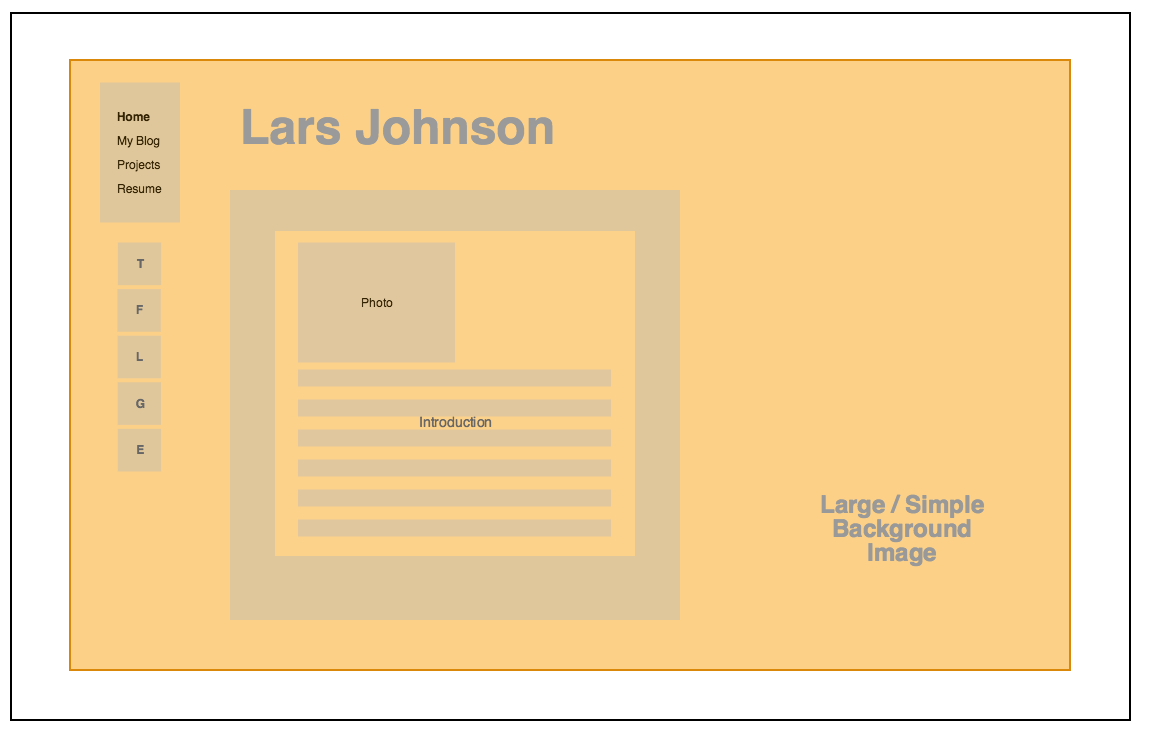 Home
My Blog
Projects
Resume
T
F
L
G
E
Lars Johnson
Photo
Introduction
Large / Simple
Background
Image